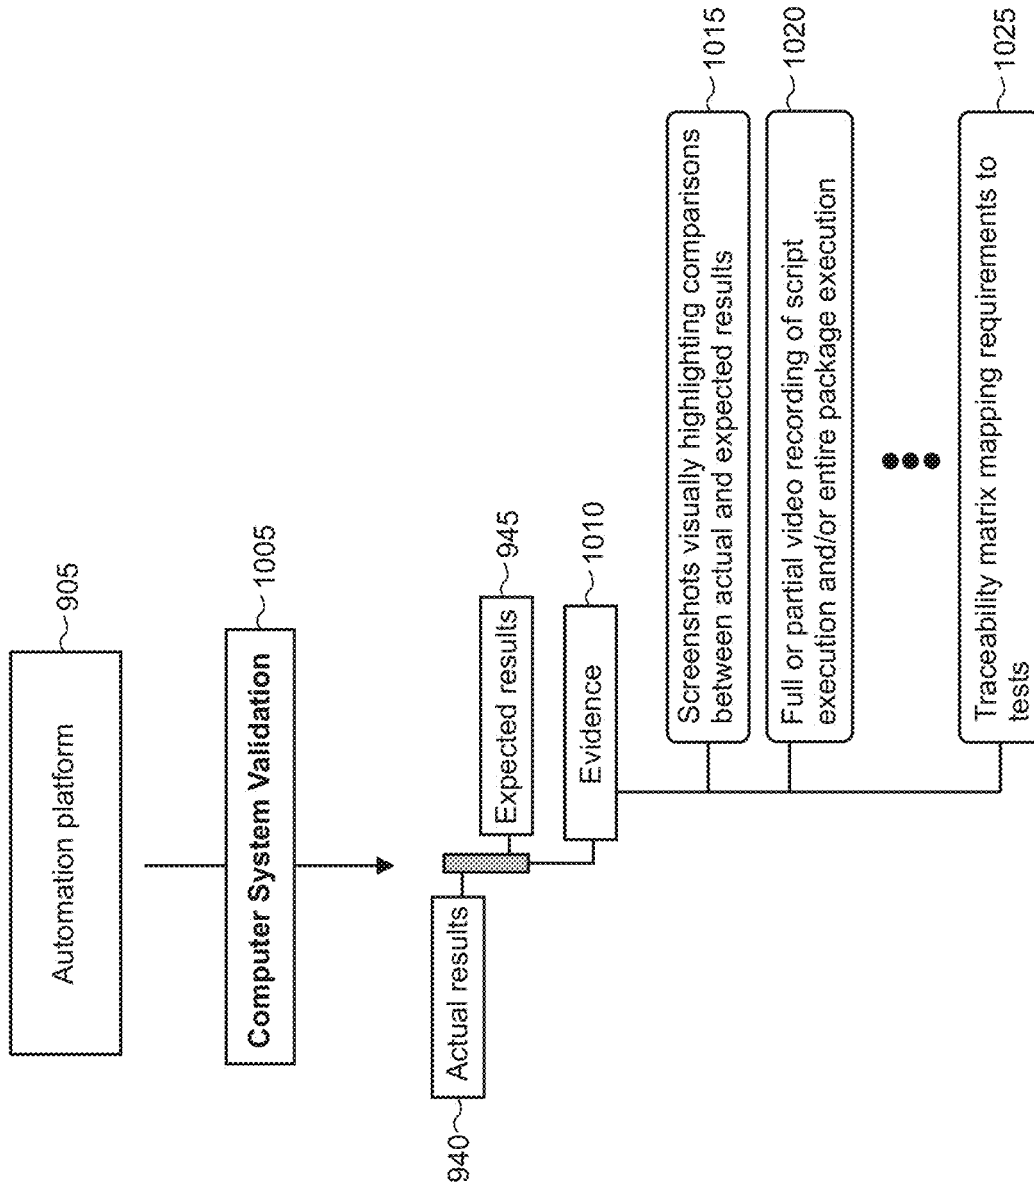 Automation platform
905
Computer System Validation
1005
940
Actual results
Expected results
945
Evidence
1010
Screenshots visually highlighting comparisons
between actual and expected results
1015
Full or partial video recording of script
execution and/or entire package execution
1020
Traceability matrix mapping requirements to
tests
1025